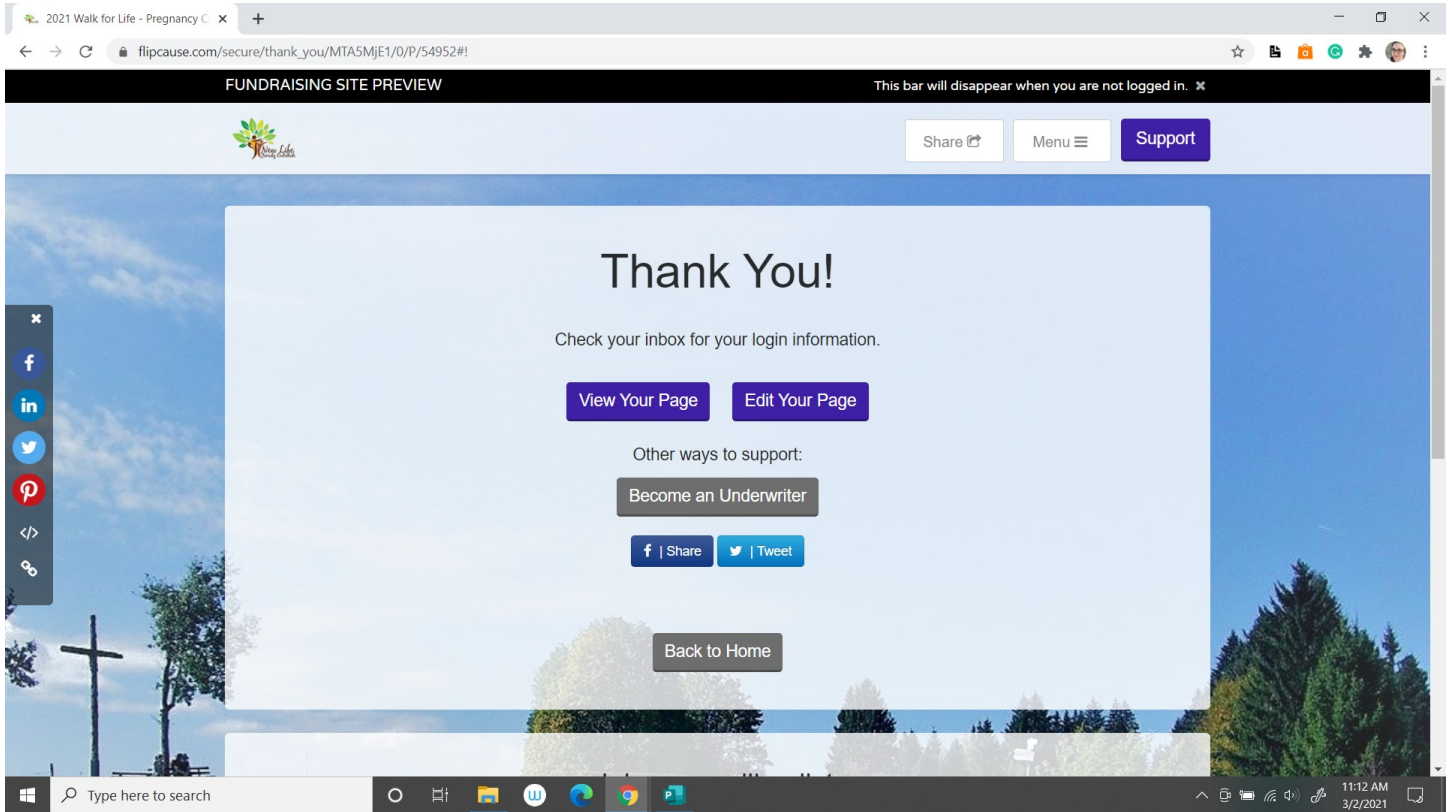 2021 Walk for Life - Pregnancy C
flipcause.com/secure/thank_you/MTA5MjE1/0/P/54952#!
FUNDRAISING SITE PREVIEW
This bar will disappear when you are not logged in.
New Life
Share
Menu
Support
Thank You!
Check your inbox for your login information.
View Your Page
Edit Your Page
Other ways to support:
Become an Underwriter
f | Share
| Tweet
Back to Home
Type here to search
11:12 AM
3/2/2021